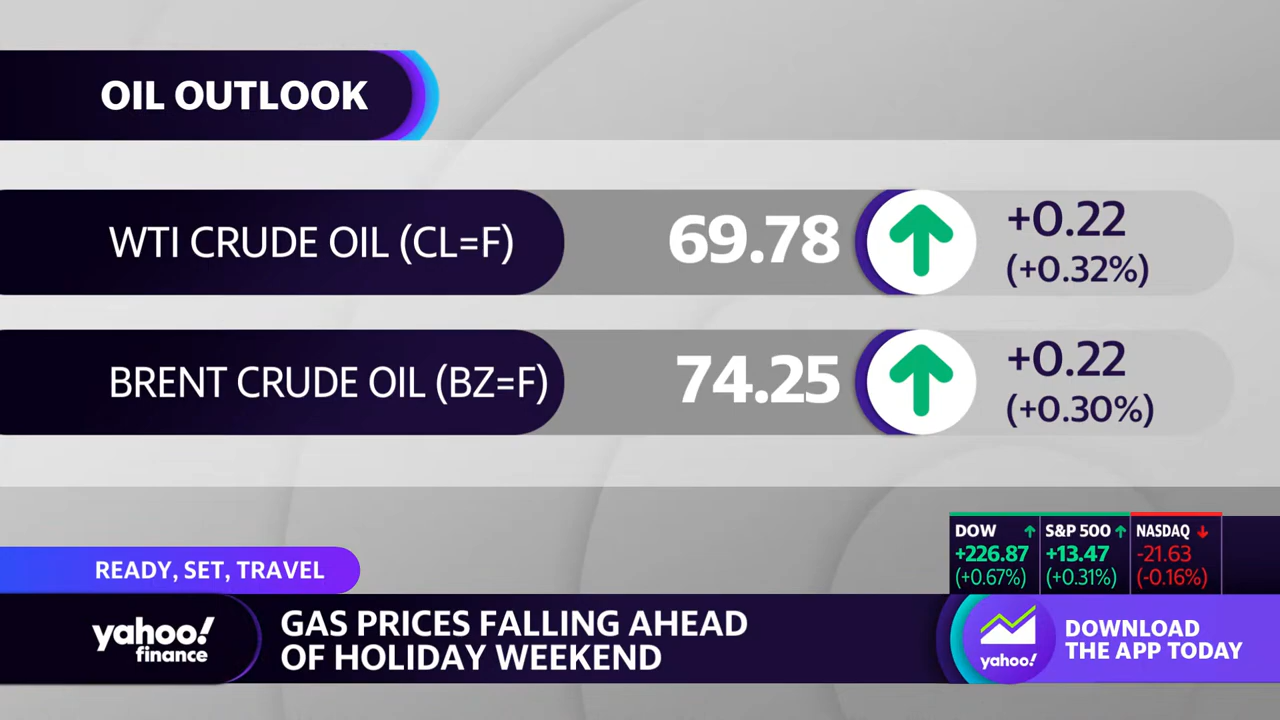 OIL OUTLOOK
WTI CRUDE OIL (CL=F)
69.78
+0.22
(+0.32%)
BRENT CRUDE OIL (BZ=F)
74.25
+0.22
(+0.30%)
DOW
+226.87
(+0.67%)
S&P 500
+13.47
(+0.31%)
NASDAQ
-21.63
(-0.16%)
READY, SET, TRAVEL
yahoo!
finance
GAS PRICES FALLING AHEAD
OF HOLIDAY WEEKEND
yahoo!
DOWNLOAD
THE APP TODAY